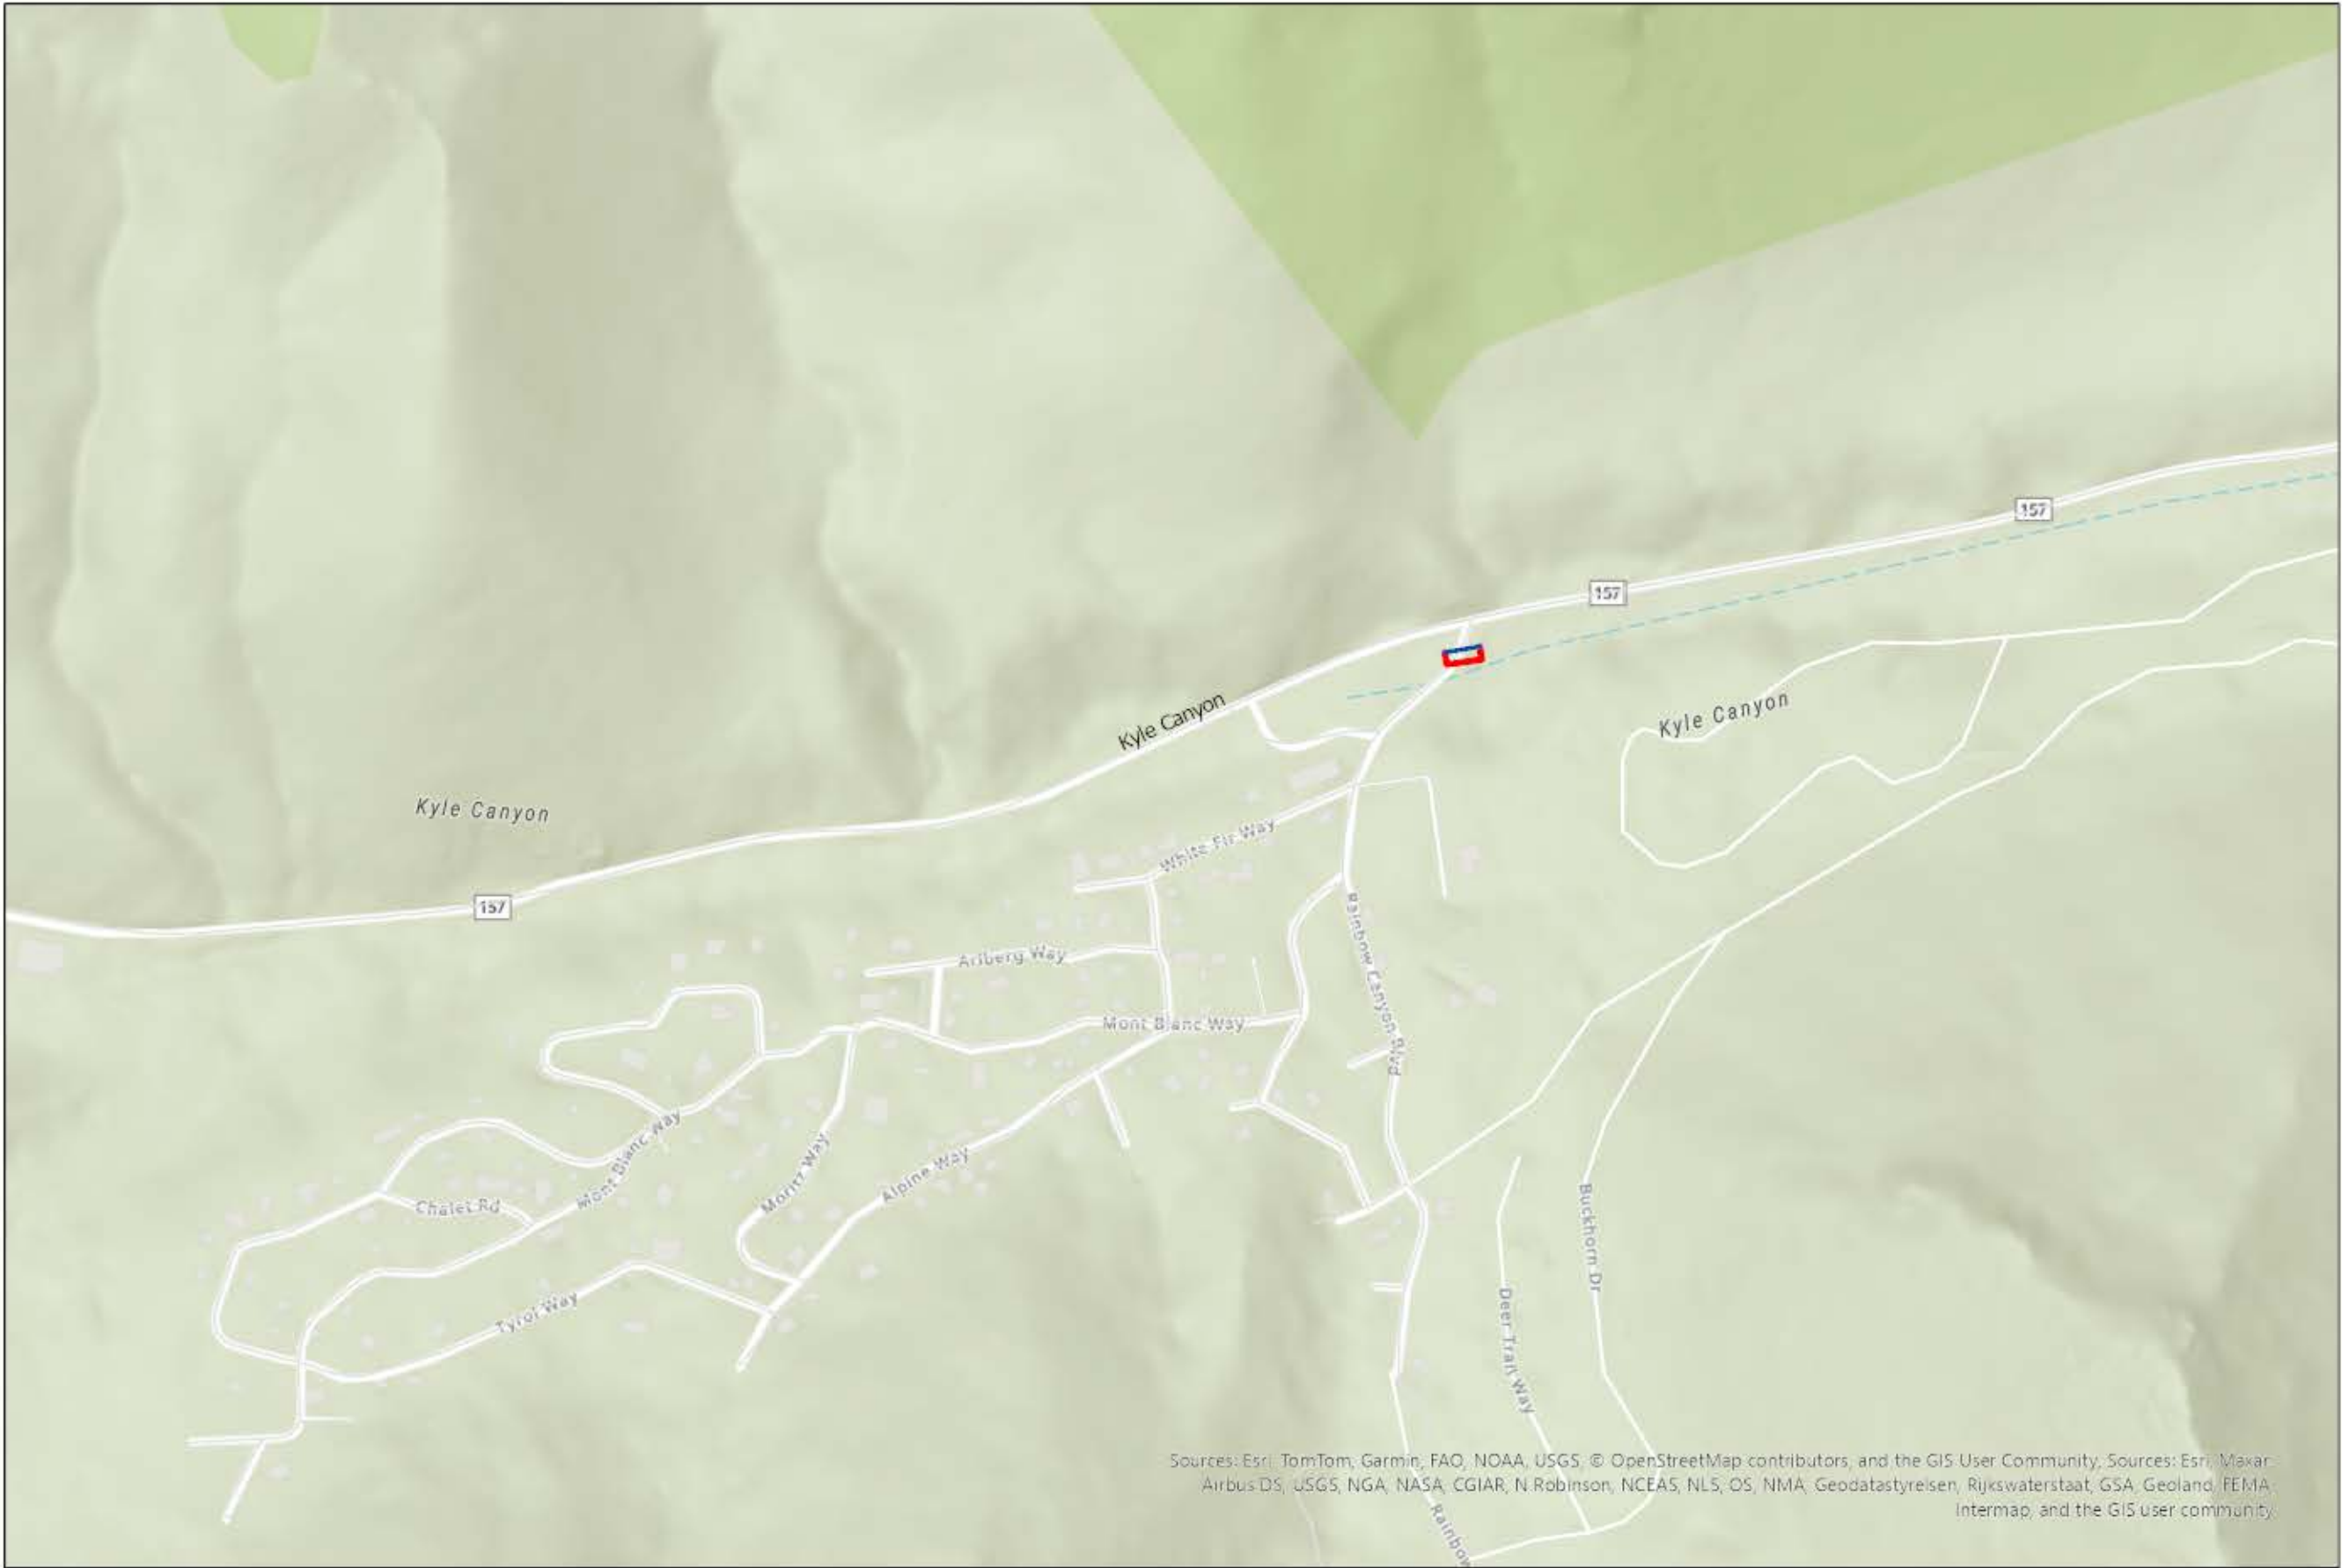 157
157
Kyle Canyon
Kyle Canyon
Kyle Canyon
White Fir Way
157
Rainbow Canyon Blvd
Arlberg Way
Mont Blanc Way
Mont Blanc Way
Moritz Way
Alpine Way
Chalet Rd
Buckhorn Dr
Tyrol Way
Deer Trail Way
Sources: Esri, TomTom, Garmin, FAO, NOAA, USGS, © OpenStreetMap contributors, and the GIS User Community, Sources: Esri, Maxar,
Airbus DS, USGS, NGA, NASA, CGIAR, N Robinson, NCEAS, NLS, OS, NMA, Geodatastyrelsen, Rijkswaterstaat, GSA, Geoland, FEMA,
Intermap, and the GIS user community
Rainbow